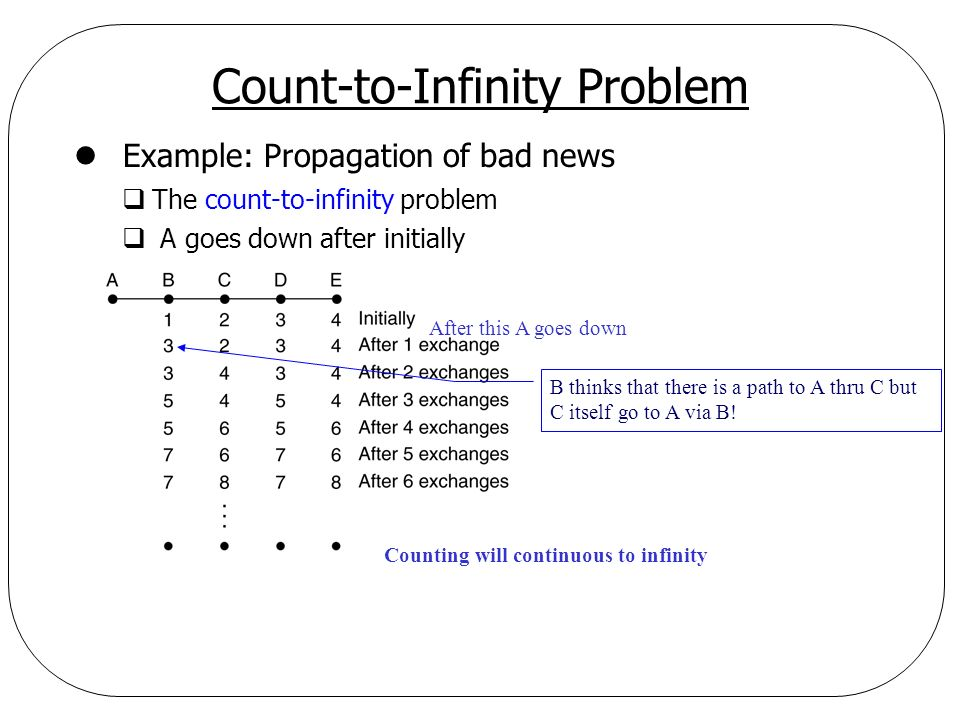 Count-to-Infinity Problem
● Example: Propagation of bad news
❑ The count-to-infinity problem
❑ A goes down after initially
A B C D E
1 2 3 4 Initially
After this A goes down
3 2 3 4 After 1 exchange
3 4 3 4 After 2 exchanges
B thinks that there is a path to A thru C but
C itself go to A via B!
5 4 5 4 After 3 exchanges
5 6 5 6 After 4 exchanges
7 6 7 6 After 5 exchanges
7 8 7 8 After 6 exchanges
⋮
• • • •
Counting will continuous to infinity